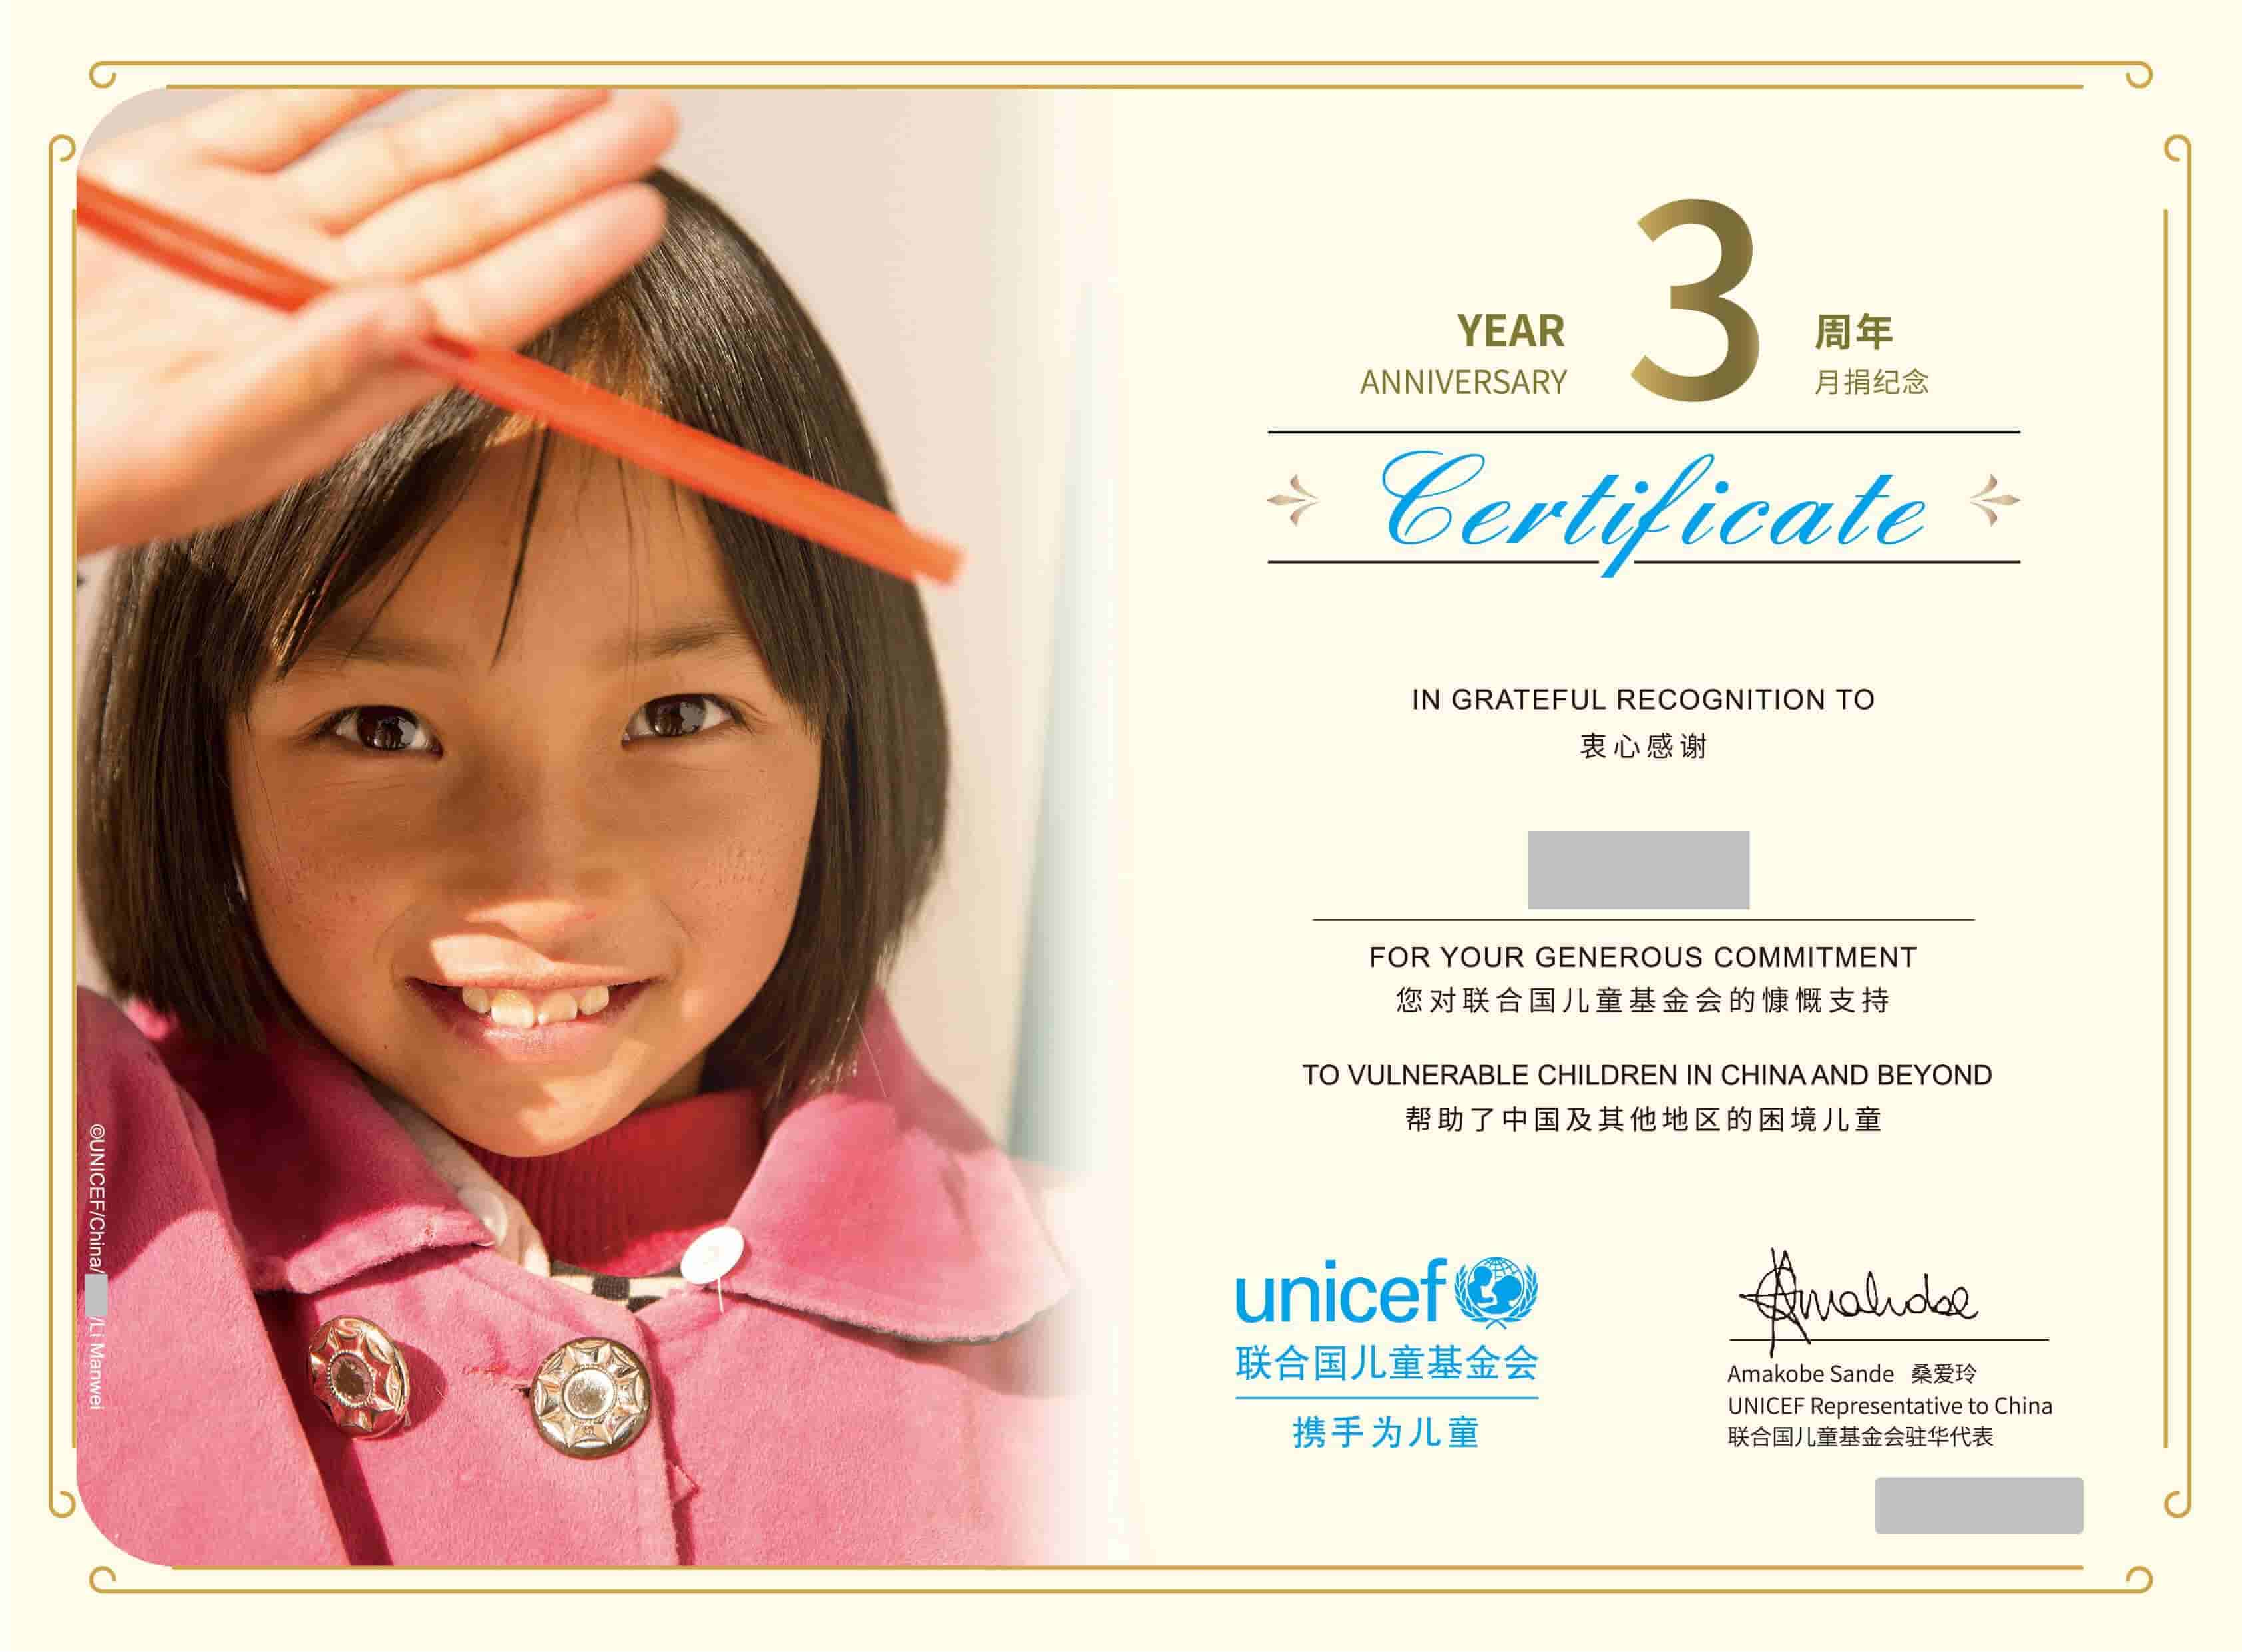 YEAR 3 周年
ANNIVERSARY 月捐纪念
Certificate
IN GRATEFUL RECOGNITION TO
衷心感谢
FOR YOUR GENEROUS COMMITMENT
您对联合国儿童基金会的慷慨支持
TO VULNERABLE CHILDREN IN CHINA AND BEYOND
帮助了中国及其他地区的困境儿童
unicef
联合国儿童基金会
携手为儿童
Amakobe
Amakobe Sande 桑爱玲
UNICEF Representative to China
联合国儿童基金会驻华代表
©UNICEF/China/ /Li Manwei